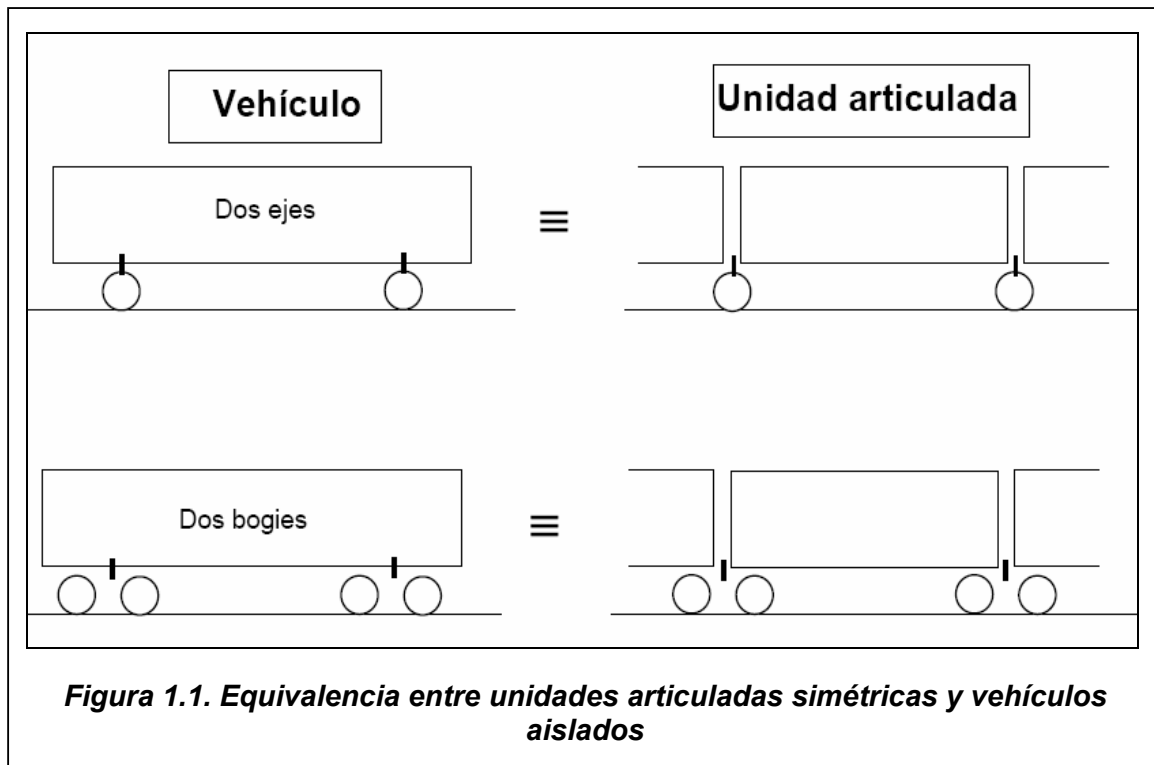 Vehículo
Unidad articulada
Dos ejes
≡
Dos bogies
≡
Figura 1.1. Equivalencia entre unidades articuladas simétricas y vehículos
aislados